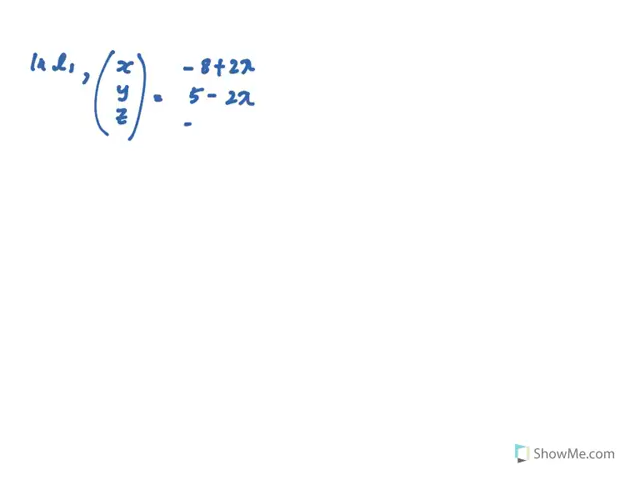 In l₁, (x y z) =
-8+2λ
5-2λ
-
ShowMe.com